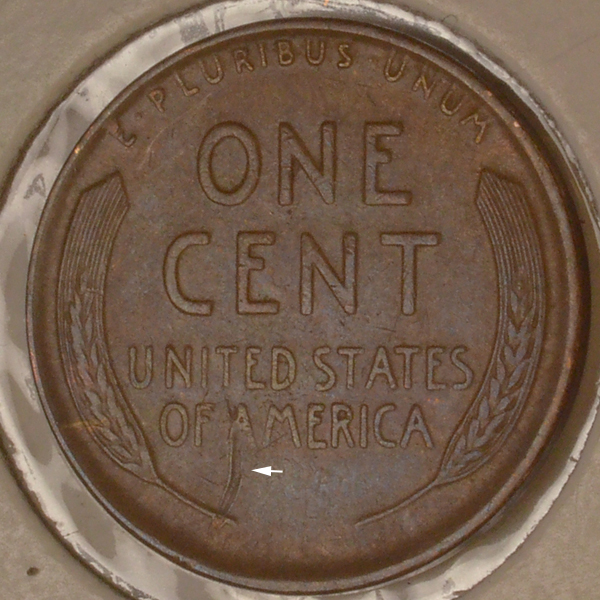 E·PLURIBUS UNUM
ONE
CENT
UNITED STATES
OF AMERICA